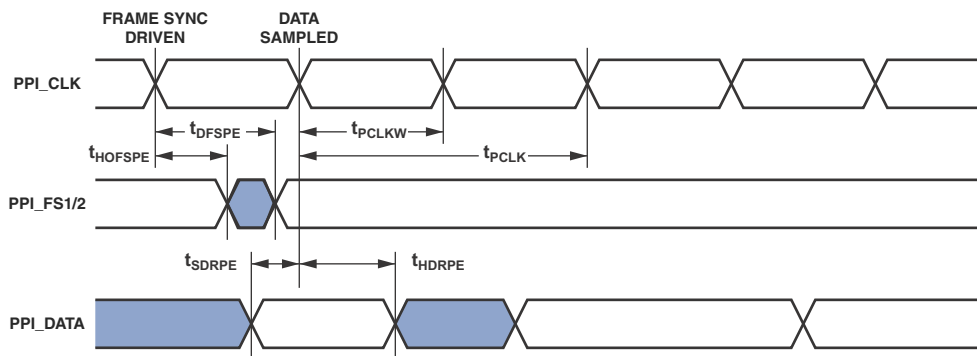 FRAME SYNC
DRIVEN
DATA
SAMPLED
PPI_CLK
tDFSPE
tPCLKW
tHOFSPE
tPCLK
PPI_FS1/2
tSDRPE
tHDRPE
PPI_DATA